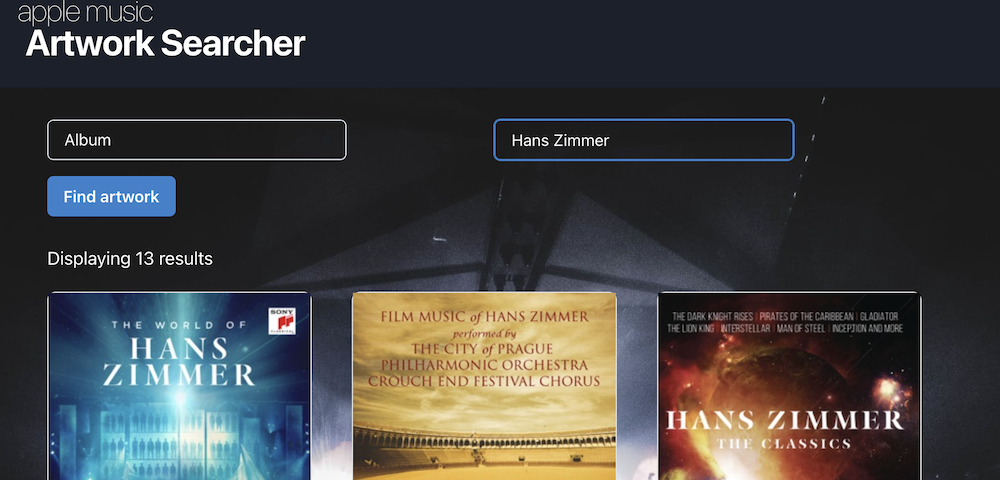 apple music
Artwork Searcher
Album
Hans Zimmer
Find artwork
Displaying 13 results
THE WORLD OF
HANS
ZIMMER
SONY
CLASSICAL
FILM MUSIC of HANS ZIMMER
performed by
THE CITY of PRAGUE
PHILHARMONIC ORCHESTRA
CROUCH END FESTIVAL CHORUS
THE DARK KNIGHT RISES | PIRATES OF THE CARIBBEAN | GLADIATOR
THE LION KING | INTERSTELLAR | MAN OF STEEL | INCEPTION AND MORE
HANS ZIMMER
THE CLASSICS